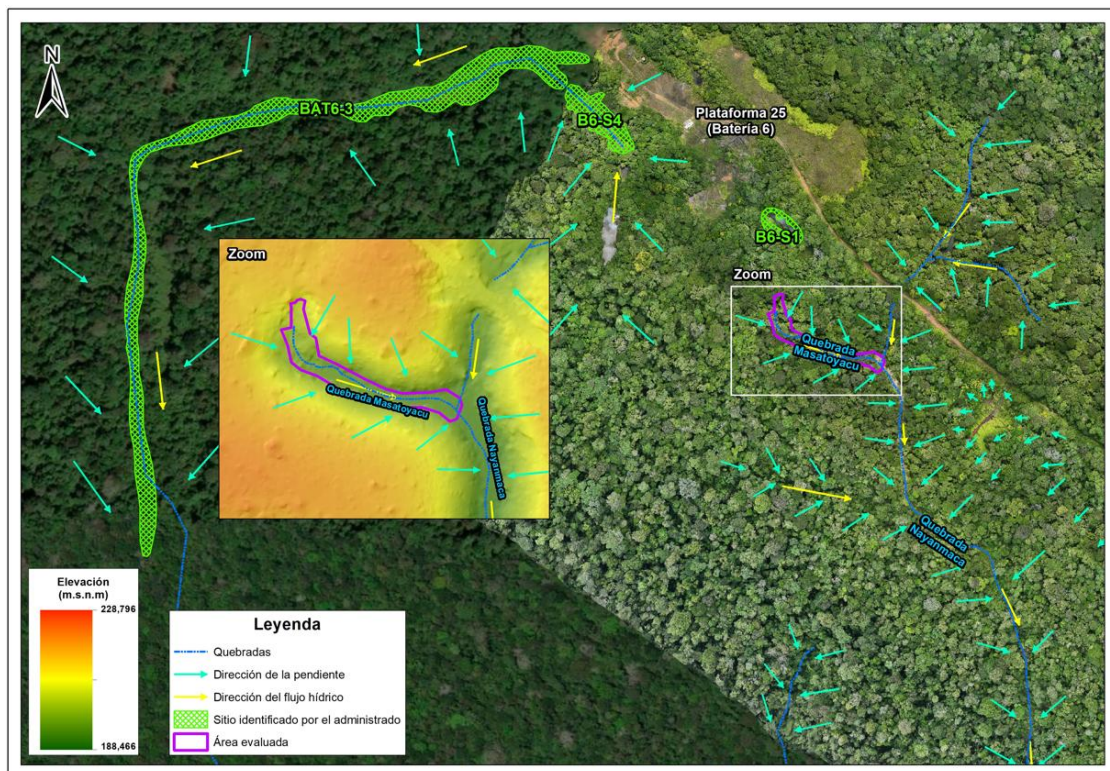 N
BAT6-3
B6-S4
Plataforma 25
(Batería 6)
B6-S1
Zoom
Zoom
Quebrada
Masatoyacu
Quebrada Masatoyacu
Quebrada Nayanmaca
Quebrada
Nayanmaca
Elevación
(m.s.n.m)
228,796
188,466
Leyenda
Quebradas
Dirección de la pendiente
Dirección del flujo hídrico
Sitio identificado por el administrado
Área evaluada